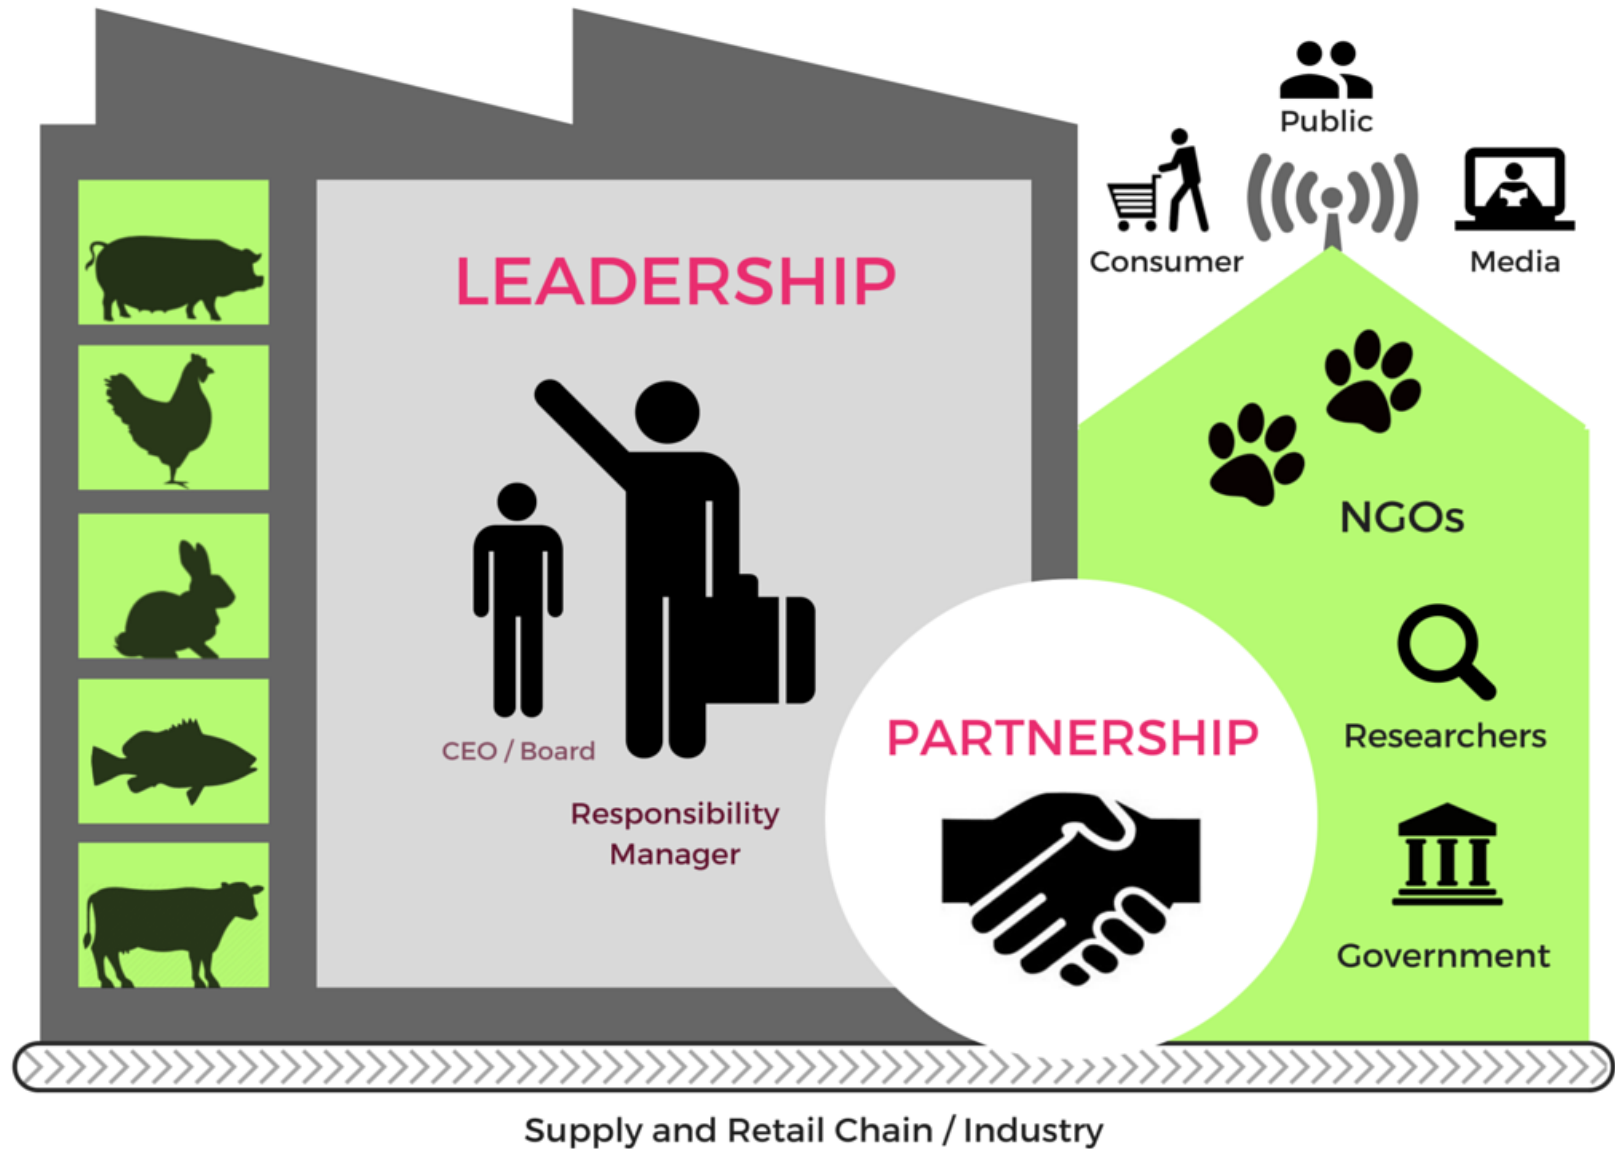 Public
Consumer
Media
LEADERSHIP
NGOs
CEO / Board
Responsibility
Manager
PARTNERSHIP
Researchers
Government
Supply and Retail Chain / Industry